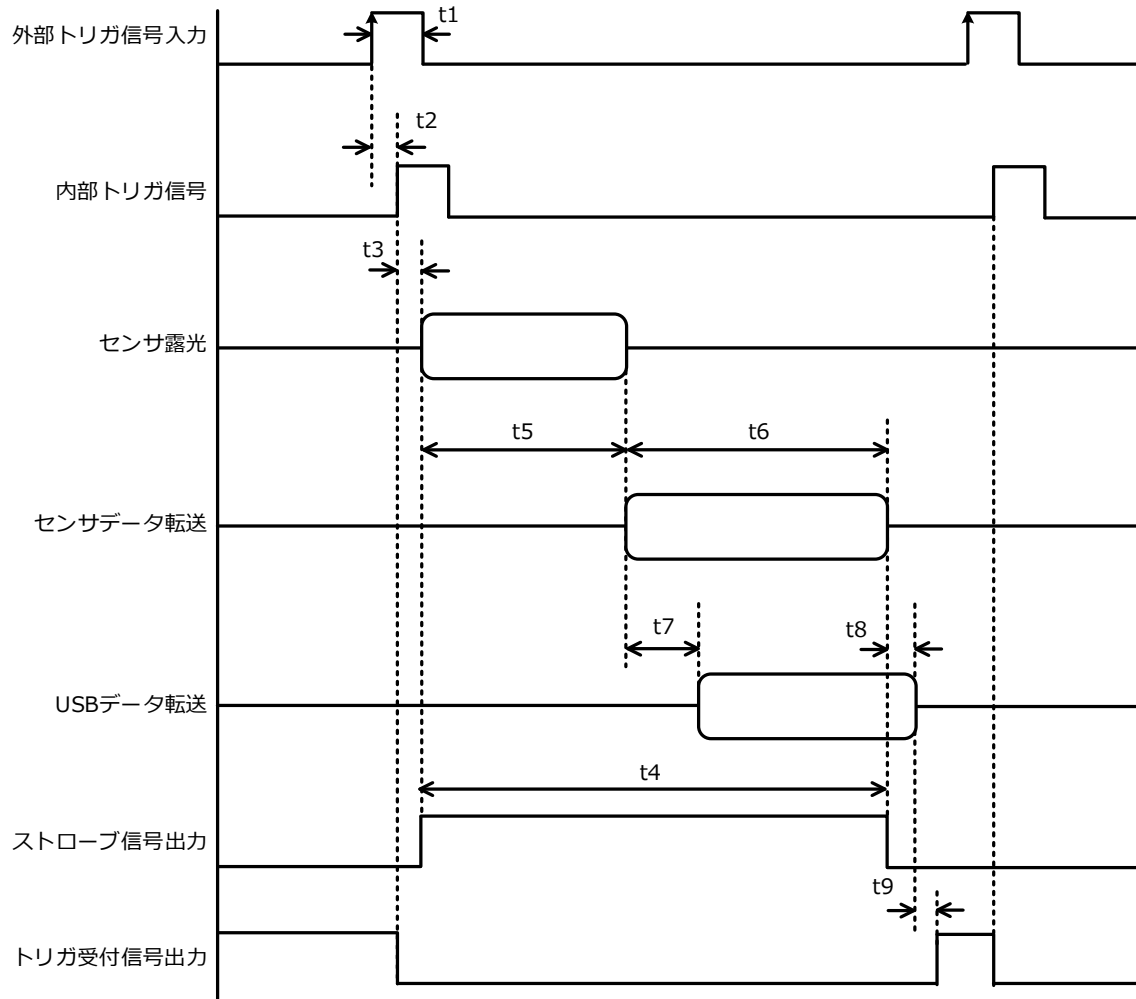 外部トリガ信号入力
t1
t2
内部トリガ信号
t3
センサ露光
t5
t6
センサデータ転送
t7
t8
USBデータ転送
t4
ストローブ信号出力
t9
トリガ受付信号出力